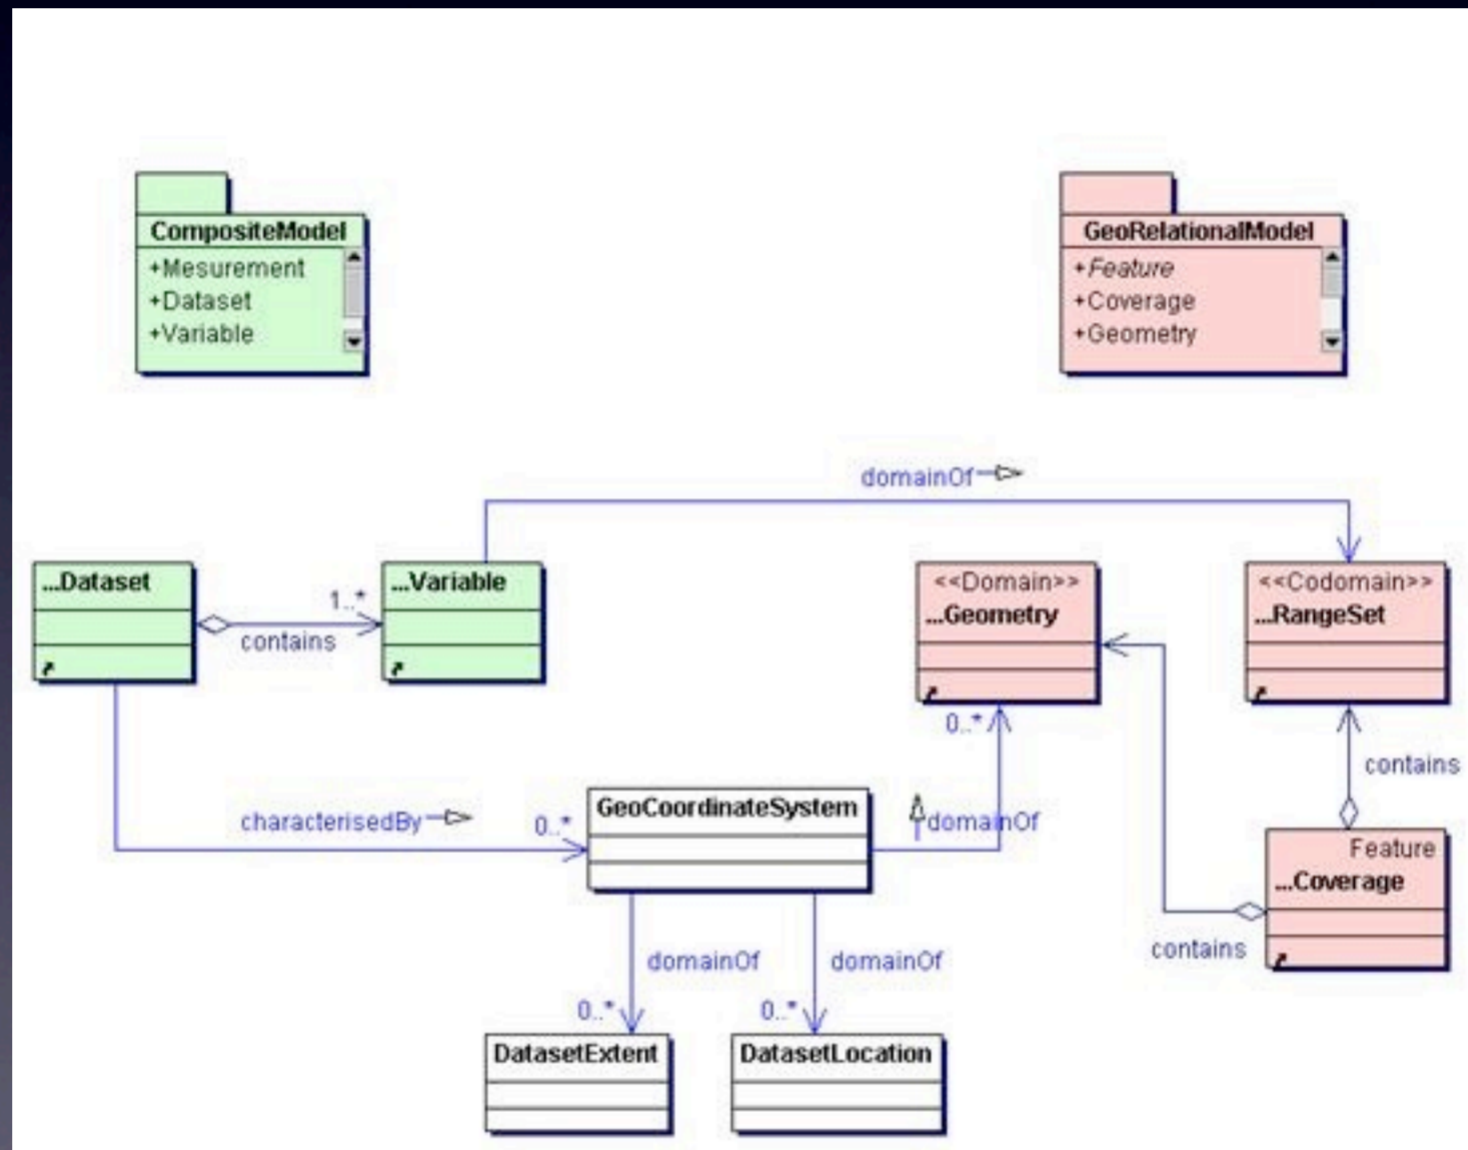 CompositeModel
+Mesurement
+Dataset
+Variable
GeoRelationalModel
+Feature
+Coverage
+Geometry
domainOf
...Dataset
1..*
contains
...Variable
<<Domain>>
...Geometry
<<Codomain>>
...RangeSet
0..*
contains
characterisedBy
0..*
GeoCoordinateSystem
domainOf
Feature
...Coverage
contains
domainOf
domainOf
0..*
0..*
DatasetExtent
DatasetLocation